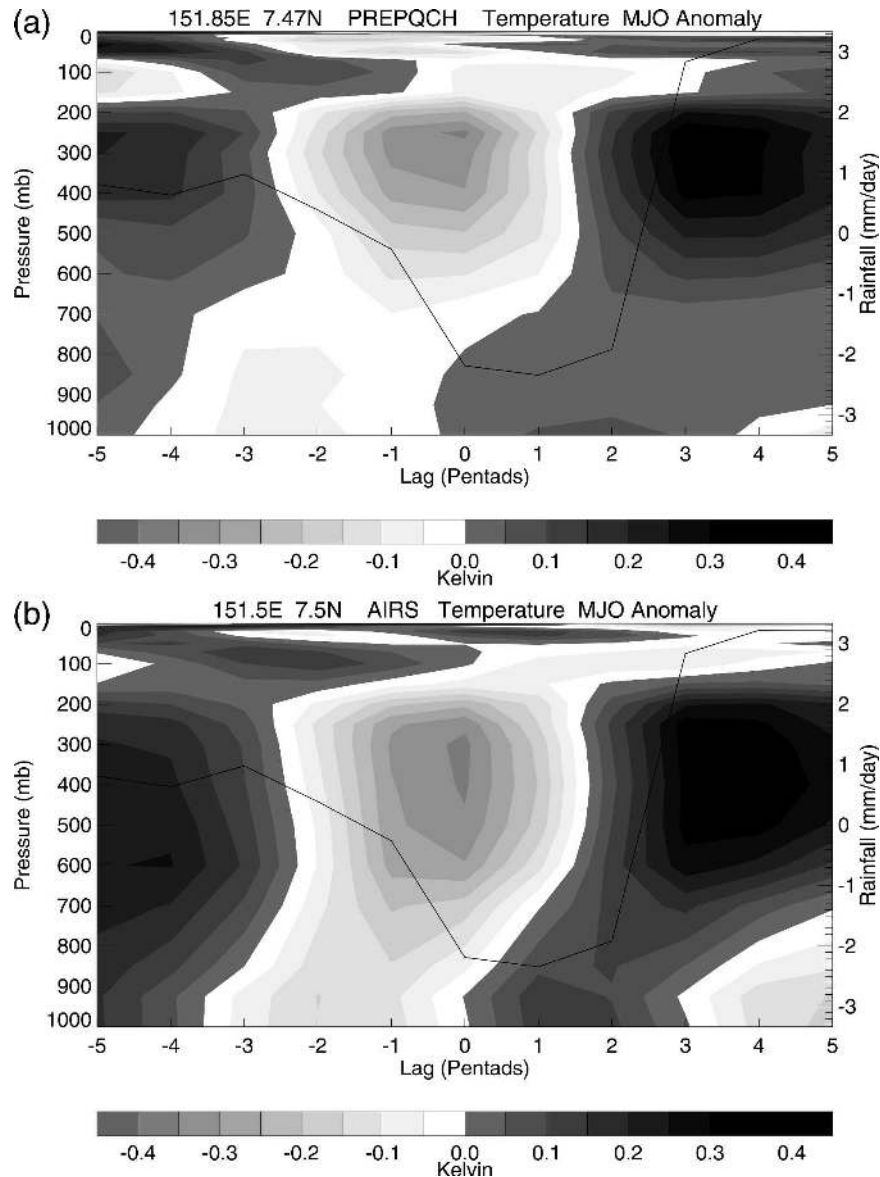 (a)
151.85E 7.47N PREPQCH Temperature MJO Anomaly
Pressure (mb)
0
100
200
300
400
500
600
700
800
900
1000
3
2
1
0
-1
-2
-3
Rainfall (mm/day)
-5 -4 -3 -2 -1 0 1 2 3 4 5
Lag (Pentads)
-0.4 -0.3 -0.2 -0.1 0.0 0.1 0.2 0.3 0.4
Kelvin
(b)
151.5E 7.5N AIRS Temperature MJO Anomaly
Pressure (mb)
0
100
200
300
400
500
600
700
800
900
1000
3
2
1
0
-1
-2
-3
Rainfall (mm/day)
-5 -4 -3 -2 -1 0 1 2 3 4 5
Lag (Pentads)
-0.4 -0.3 -0.2 -0.1 0.0 0.1 0.2 0.3 0.4
Kelvin